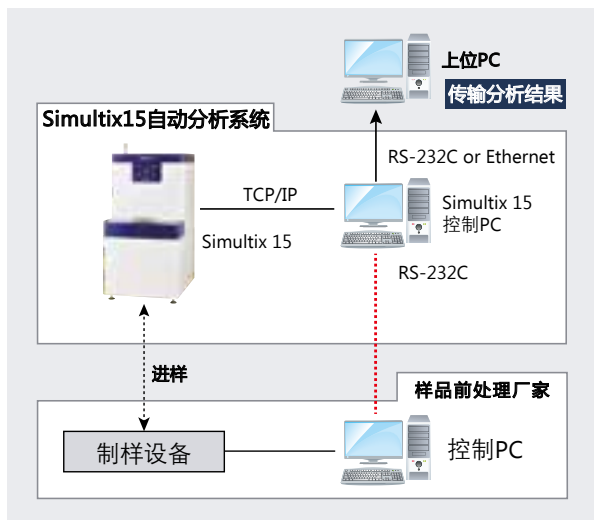 上位PC
传输分析结果
Simultix15自动分析系统
RS-232C or Ethernet
TCP/IP
Simultix 15
Simultix 15
控制PC
RS-232C
进样
样品前处理厂家
制样设备
控制PC